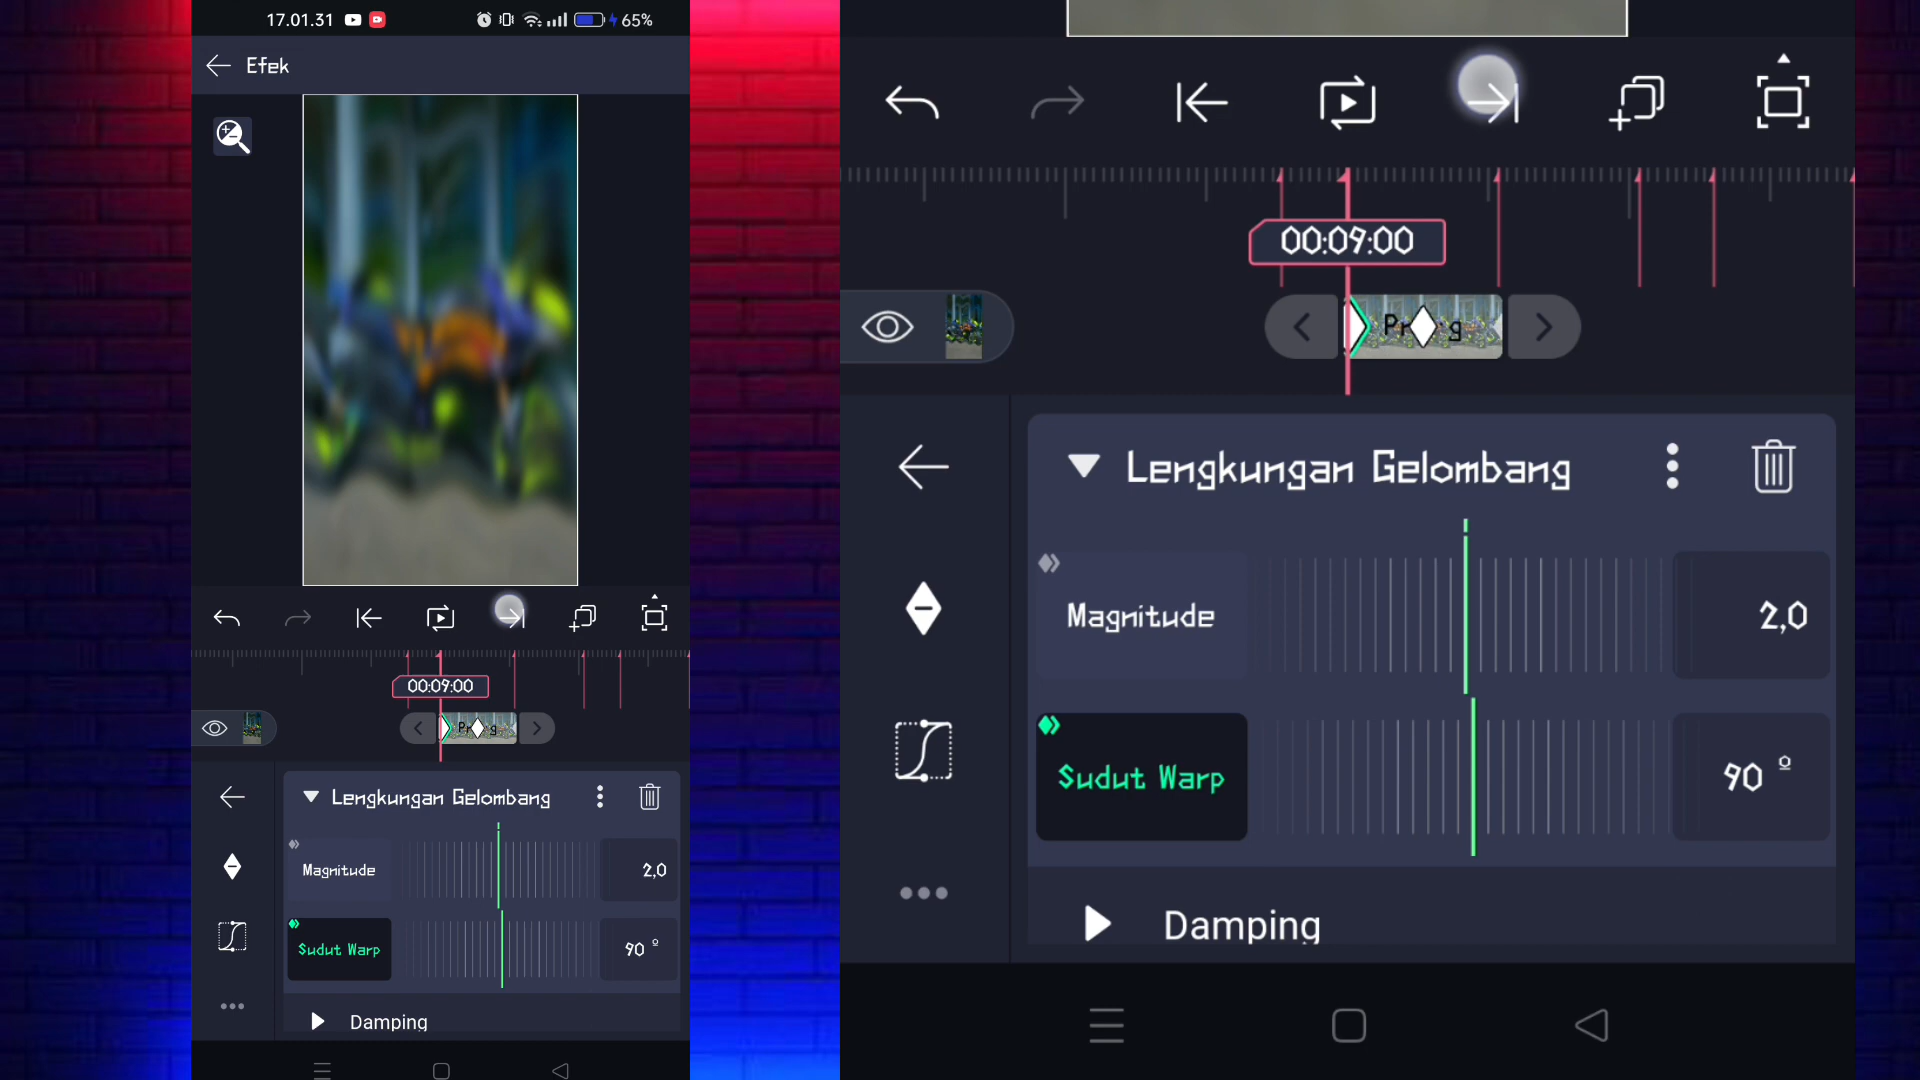 17.01.31
65%
Efek
00:09:00
Lengkungan Gelombang
Magnitude
2,0
Sudut Warp
90 °
Damping
00:09:00
Lengkungan Gelombang
Magnitude
2,0
Sudut Warp
90 °
Damping